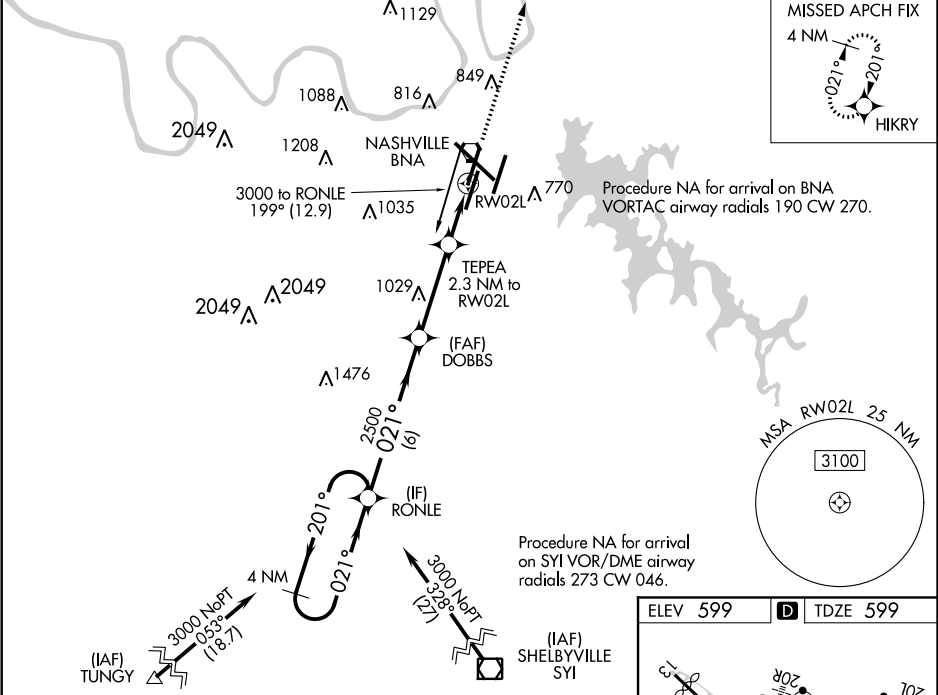 1129
MISSED APCH FIX
4 NM
021°
201°
HIKRY
849
816
1088
2049
1208
NASHVILLE
BNA
3000 to RONLE
199° (12.9)
1035
RW02L
770
Procedure NA for arrival on BNA
VORTAC airway radials 190 CW 270.
TEPEA
2.3 NM to
RW02L
1029
2049
2049
(FAF)
DOBBS
1476
2500
021°
(6)
MSA RW02L 25 NM
3100
(IF)
RONLE
201°
021°
4 NM
Procedure NA for arrival
on SYI VOR/DME airway
radials 273 CW 046.
3000 NoPT
053°
(18.7)
(IAF)
TUNGY
3000 NoPT
328°
(27)
(IAF)
SHELBYVILLE
SYI
ELEV 599
D
TDZE 599
13
20R
20L